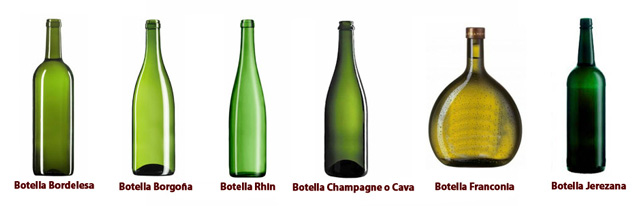 Botella Bordelesa
Botella Borgoña
Botella Rhin
Botella Champagne o Cava
Botella Franconia
Botella Jerezana